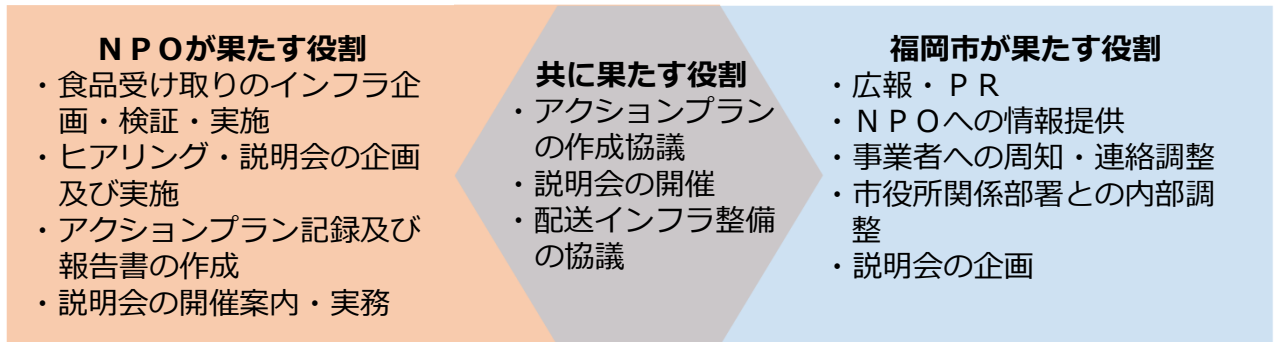 ＮＰＯが果たす役割
・食品受け取りのインフラ企
画・検証・実施
・ヒアリング・説明会の企画
及び実施
・アクションプラン記録及び
報告書の作成
・説明会の開催案内・実務
共に果たす役割
・アクションプラン
の作成協議
・説明会の開催
・配送インフラ整備
の協議
福岡市が果たす役割
・広報・ＰＲ
・ＮＰＯへの情報提供
・事業者への周知・連絡調整
・市役所関係部署との内部調
整
・説明会の企画